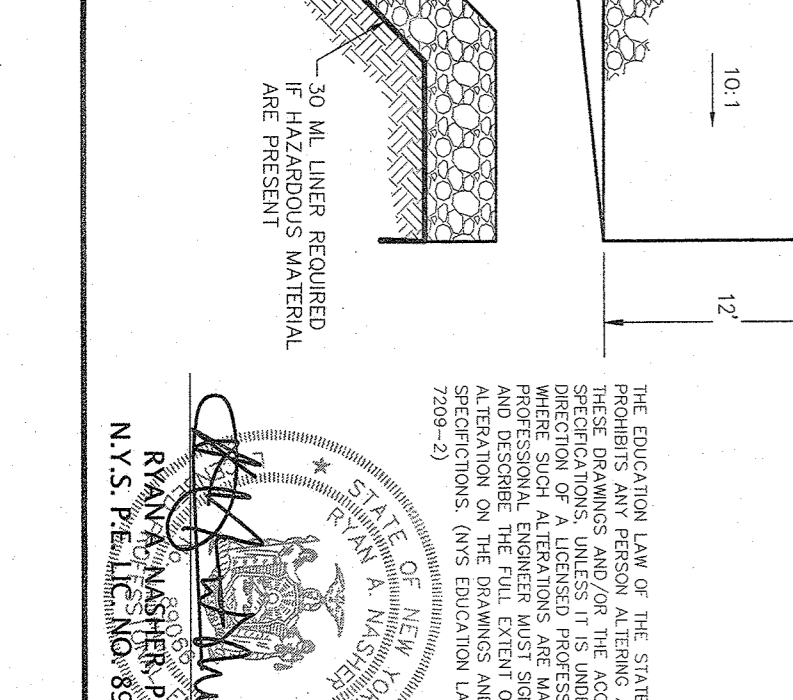 10:1
30 ML LINER REQUIRED
IF HAZARDOUS MATERIAL
ARE PRESENT
12'
THE EDUCATION LAW OF THE STATE
PROHIBITS ANY PERSON ALTERING
THESE DRAWINGS AND/OR THE ACC
SPECIFICATIONS, UNLESS IT IS UNDE
DIRECTION OF A LICENSED PROFESS
WHERE SUCH ALTERATIONS ARE MA
PROFESSIONAL ENGINEER MUST SIG
AND DESCRIBE THE FULL EXTENT O
ALTERATION ON THE DRAWINGS AN
SPECIFICTIONS. (NYS EDUCATION LA
7209-2)
STATE OF NEW YOR
RYAN A. NASHER
RYAN A. NASHER, P.
N.Y.S. P.E. LIC NO. 89